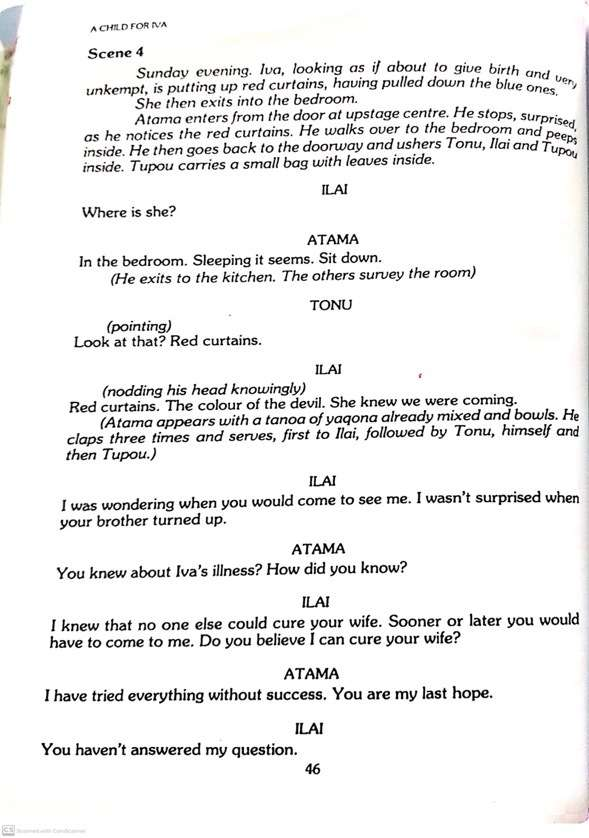 A CHILD FOR IVA
Scene 4
Sunday evening. Iva, looking as if about to give birth and very
unkempt, is putting up red curtains, having pulled down the blue ones.
She then exits into the bedroom.
Atama enters from the door at upstage centre. He stops, surprised,
as he notices the red curtains. He walks over to the bedroom and peeps
inside. He then goes back to the doorway and ushers Tonu, Ilai and Tupou
inside. Tupou carries a small bag with leaves inside.
ILAI
Where is she?
ATAMA
In the bedroom. Sleeping it seems. Sit down.
(He exits to the kitchen. The others survey the room)
TONU
(pointing)
Look at that? Red curtains.
ILAI
(nodding his head knowingly)
Red curtains. The colour of the devil. She knew we were coming.
(Atama appears with a tanoa of yaqona already mixed and bowls. He
claps three times and serves, first to Ilai, followed by Tonu, himself and
then Tupou.)
ILAI
I was wondering when you would come to see me. I wasn't surprised when
your brother turned up.
ATAMA
You knew about Iva's illness? How did you know?
ILAI
I knew that no one else could cure your wife. Sooner or later you would
have to come to me. Do you believe I can cure your wife?
ATAMA
I have tried everything without success. You are my last hope.
ILAI
You haven't answered my question.
46
CS Scanned with CamScanner